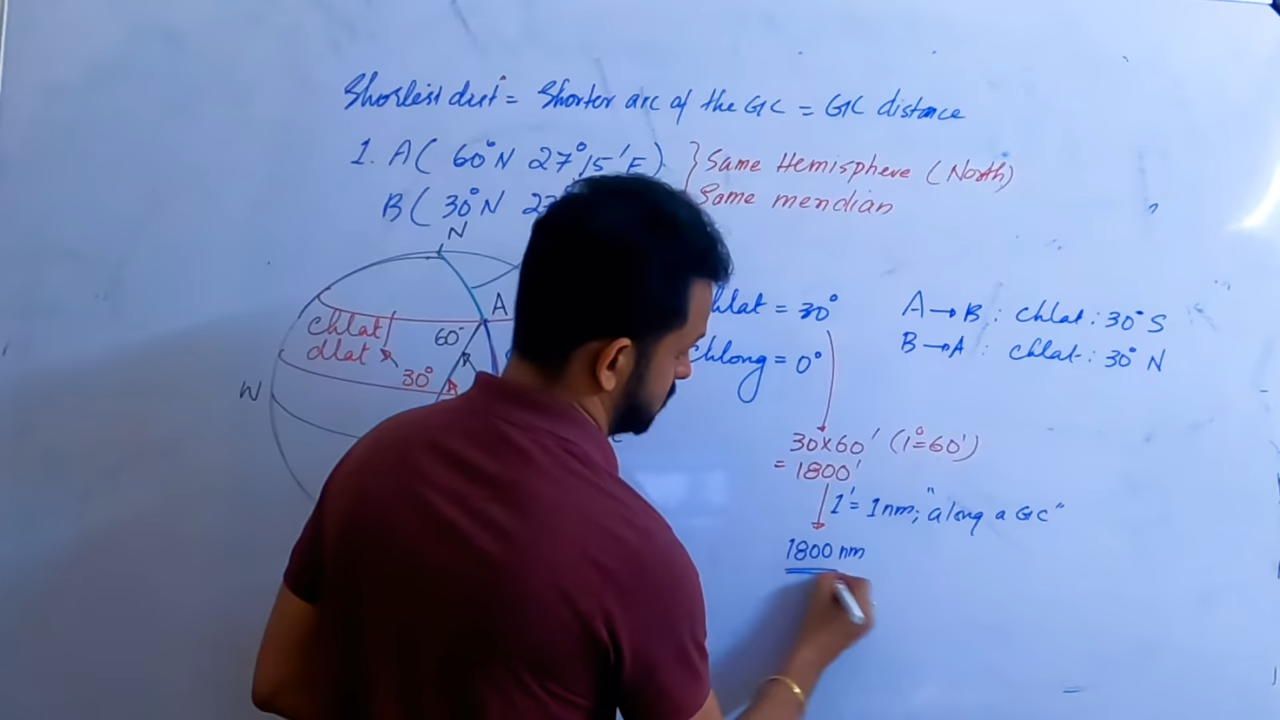 Shortest dist = Shorter arc of the GC = GC distance
1. A( 60°N 27°15'E) } Same Hemisphere (North)
B( 30°N Same meridian
N
A
chlat/
dlat
60°
30°
W
hlat = 30°
chlong = 0°
A→B : chlat : 30° S
B→A : chlat : 30° N
30×60' (1°=60')
= 1800'
1' = 1nm; "along a GC"
1800 nm